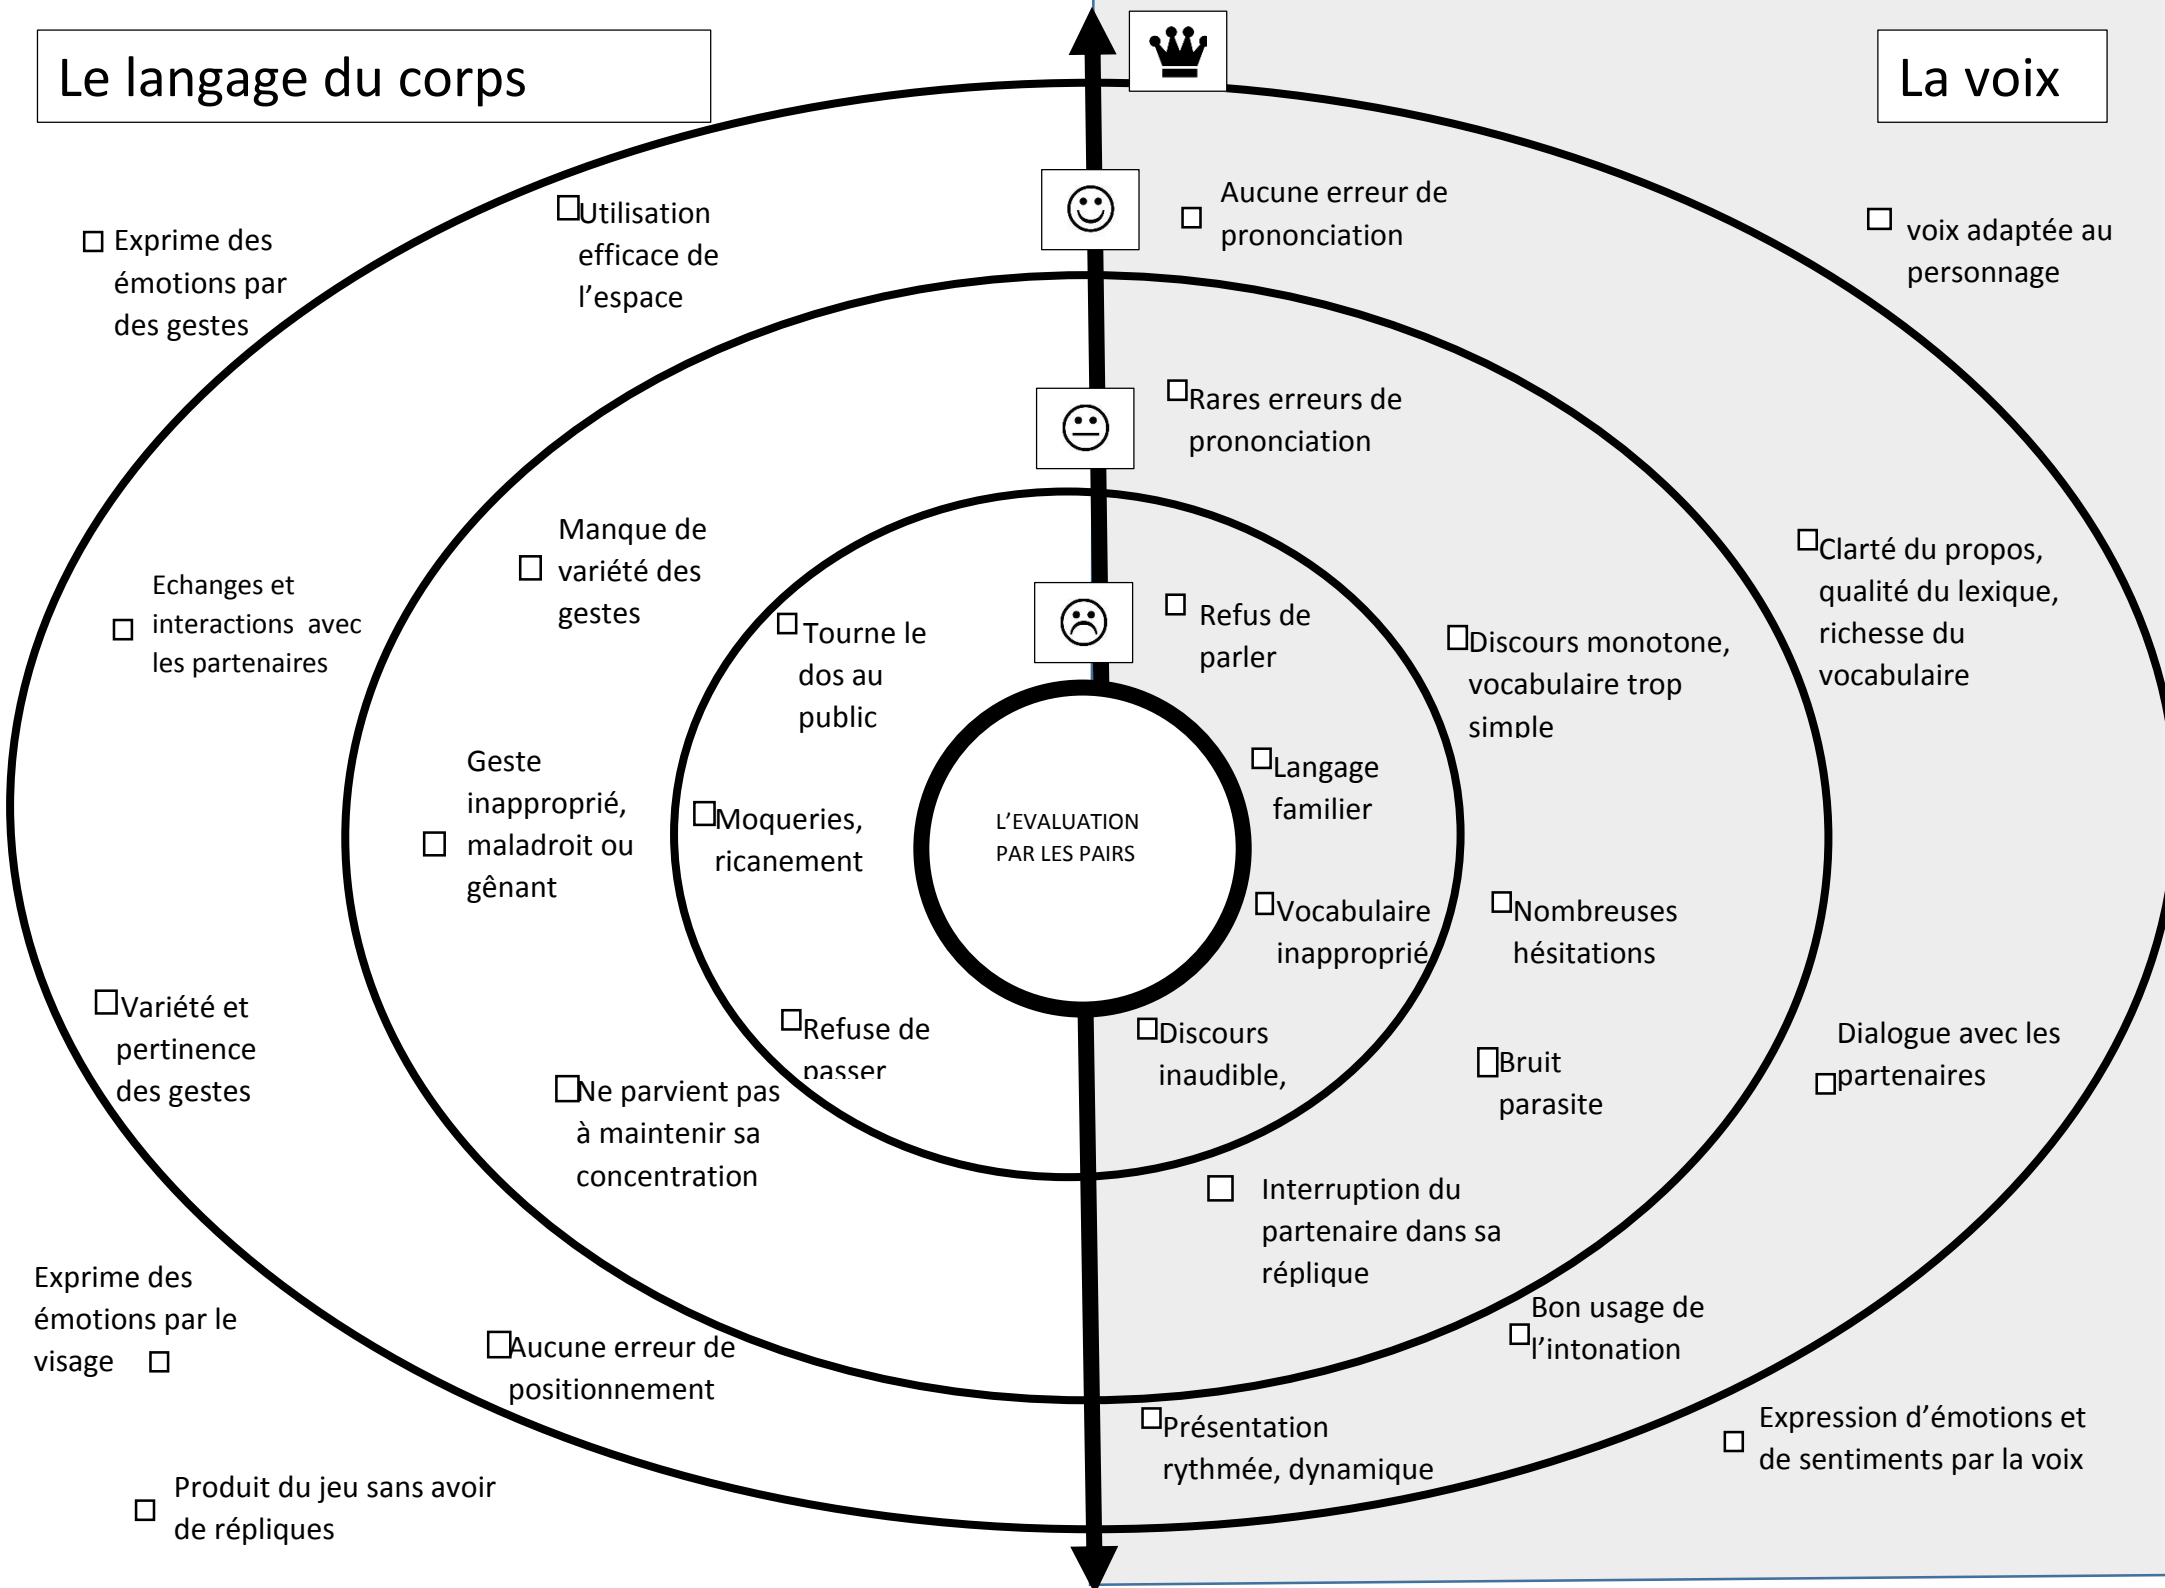 Le langage du corps
La voix
Exprime des
émotions par
des gestes
Utilisation
efficace de
l’espace
Aucune erreur de
prononciation
voix adaptée au
personnage
Rares erreurs de
prononciation
Echanges et
interactions avec
les partenaires
Manque de
variété des
gestes
Tourne le
dos au
public
Refus de
parler
Discours monotone,
vocabulaire trop
simple
Clarté du propos,
qualité du lexique,
richesse du
vocabulaire
Geste
inapproprié,
maladroit ou
gênant
Moqueries,
ricanement
L’EVALUATION
PAR LES PAIRS
Langage
familier
Vocabulaire
inapproprié
Nombreuses
hésitations
Variété et
pertinence
des gestes
Ne parvient pas
à maintenir sa
concentration
Refuse de
passer
Discours
inaudible,
Bruit
parasite
Dialogue avec les
partenaires
Interruption du
partenaire dans sa
réplique
Exprime des
émotions par le
visage
Aucune erreur de
positionnement
Bon usage de
l’intonation
Présentation
rythmée, dynamique
Expression d’émotions et
de sentiments par la voix
Produit du jeu sans avoir
de répliques